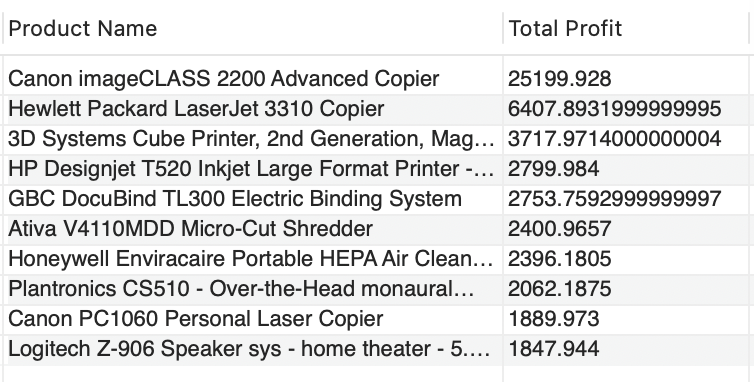 Product Name Total Profit
Canon imageCLASS 2200 Advanced Copier 25199.928
Hewlett Packard LaserJet 3310 Copier 6407.8931999999995
3D Systems Cube Printer, 2nd Generation, Mag... 3717.9714000000004
HP Designjet T520 Inkjet Large Format Printer -... 2799.984
GBC DocuBind TL300 Electric Binding System 2753.7592999999997
Ativa V4110MDD Micro-Cut Shredder 2400.9657
Honeywell Enviracaire Portable HEPA Air Clean... 2396.1805
Plantronics CS510 - Over-the-Head monaural... 2062.1875
Canon PC1060 Personal Laser Copier 1889.973
Logitech Z-906 Speaker sys - home theater - 5.... 1847.944